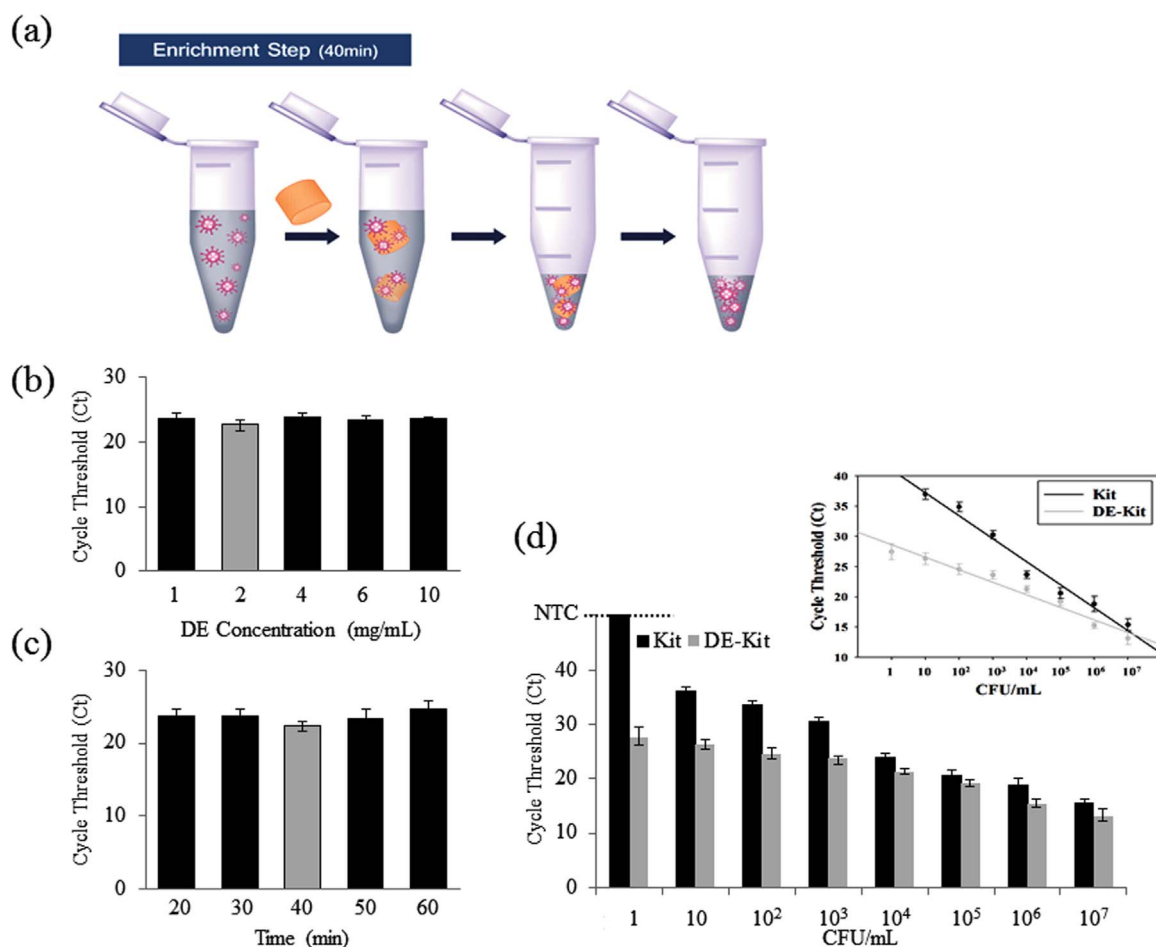 (a)
Enrichment Step (40min)
(b)
Cycle Threshold (Ct)
30
20
10
0
1 2 4 6 10
DE Concentration (mg/mL)
(c)
Cycle Threshold (Ct)
30
20
10
0
20 30 40 50 60
Time (min)
(d)
Cycle Threshold (Ct)
40
35
30
25
20
15
10
Kit
DE-Kit
1 10 10² 10³ 10⁴ 10⁵ 10⁶ 10⁷
CFU/mL
NTC
Kit DE-Kit
Cycle Threshold (Ct)
40
30
20
10
0
1 10 10² 10³ 10⁴ 10⁵ 10⁶ 10⁷
CFU/mL